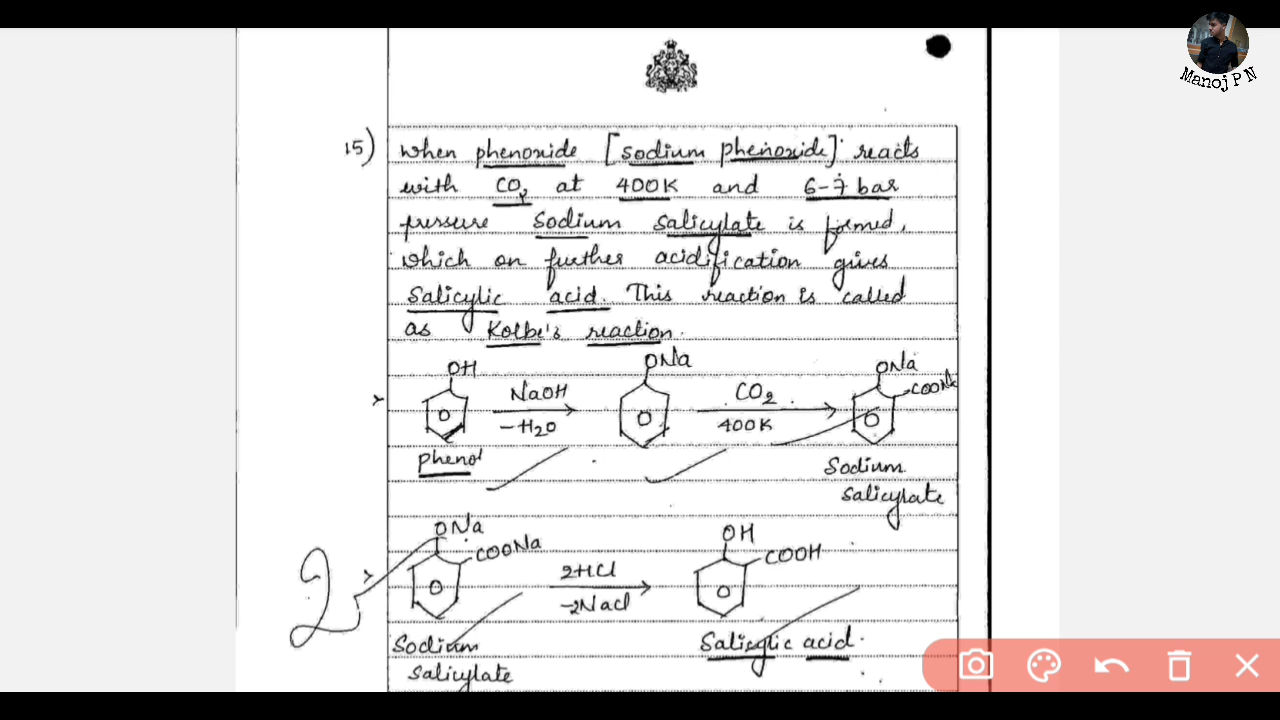 Manoj P N
15) When phenoxide [sodium phenoxide] reacts
with CO2 at 400K and 6-7 bar
pressure Sodium Salicylate is formed,
which on further acidification gives
Salicylic acid. This reaction is called
as Kolbe's reaction.
OH ONa ONa
NaOH CO2 COONa
-H2O 400K
Phenol
Sodium
Salicylate
ONa OH
COONa COOH
2HCl
-2NaCl
2
Sodium Salicylic acid.
Salicylate